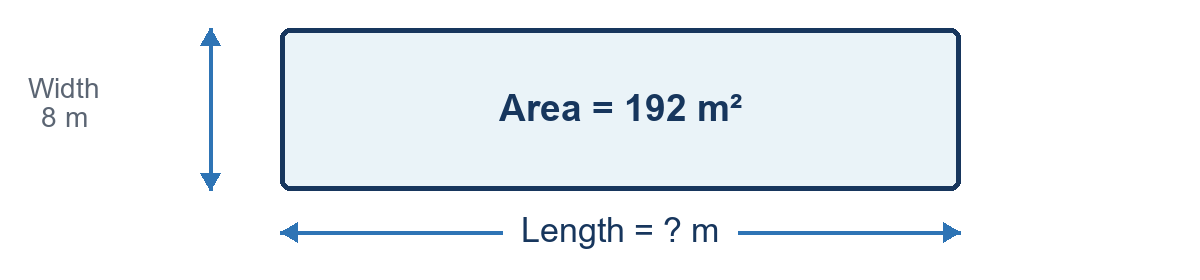 Width
8 m
Area = 192 m²
Length = ? m